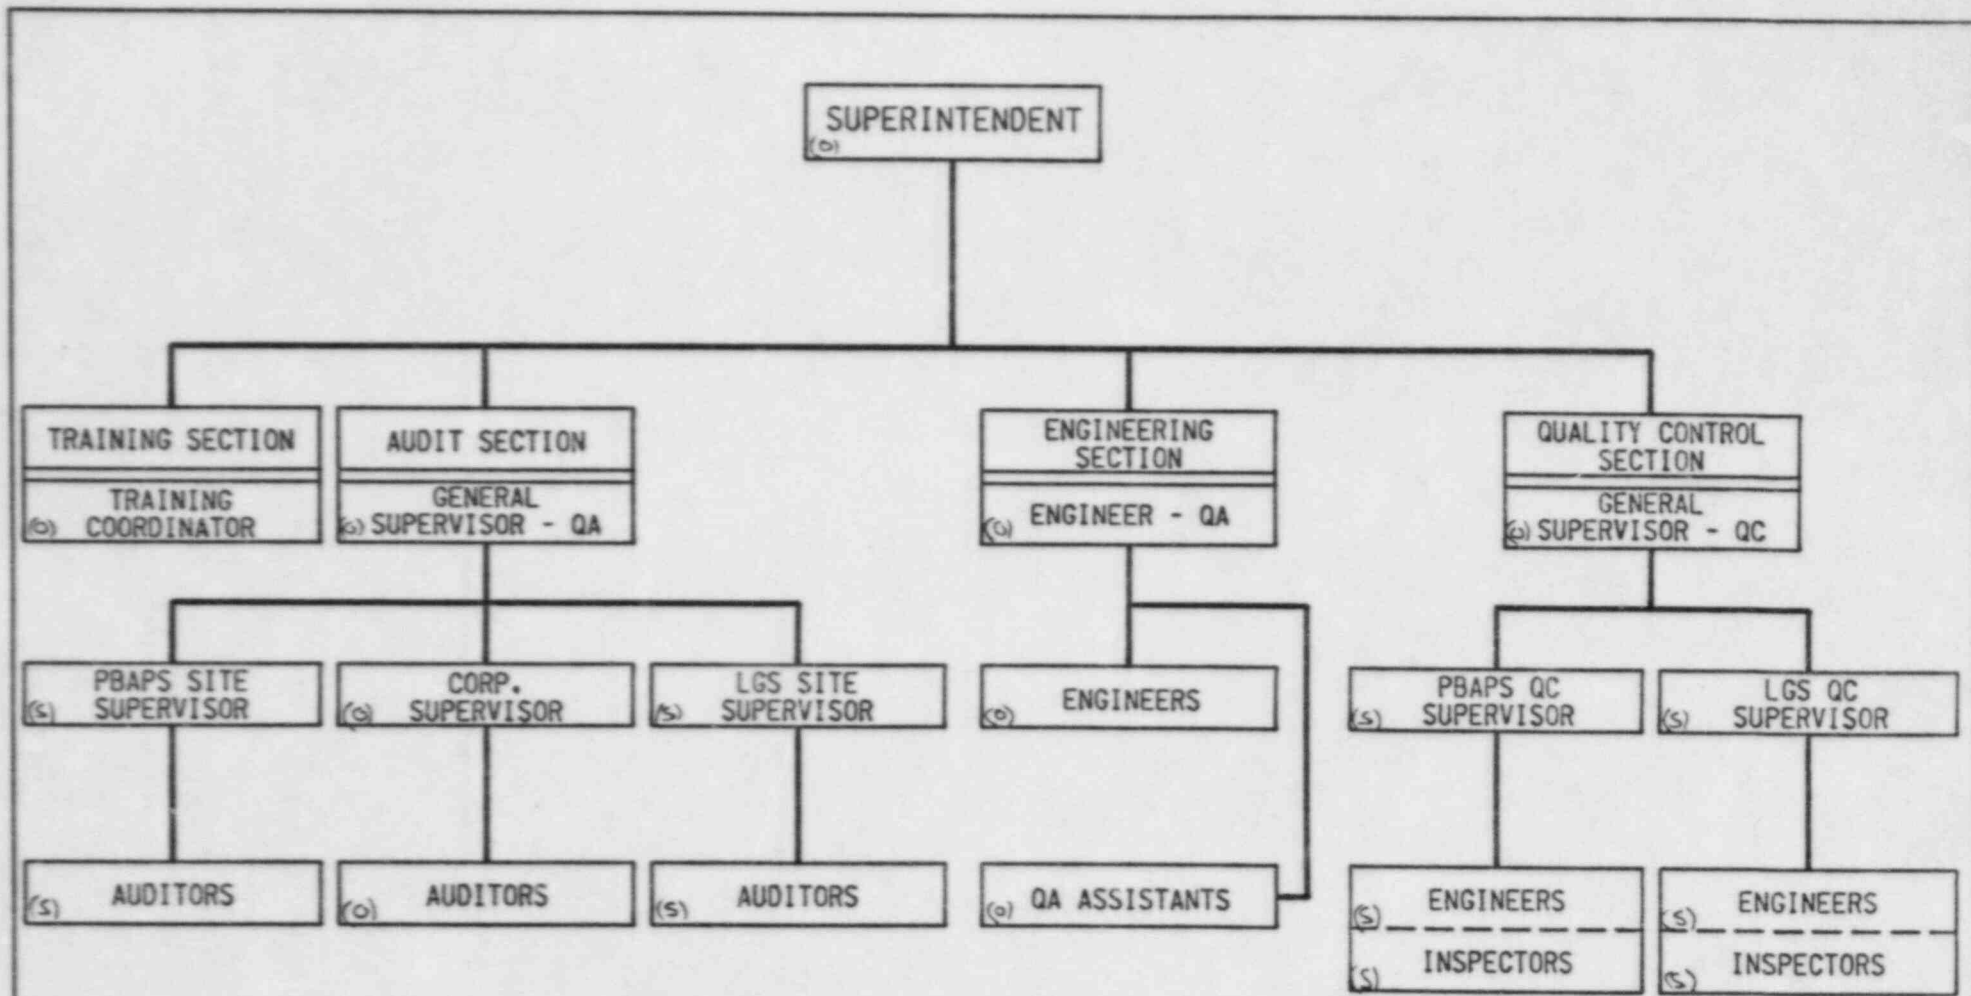 SUPERINTENDENT
(O)
TRAINING SECTION
TRAINING
(O) COORDINATOR
AUDIT SECTION
GENERAL
(O) SUPERVISOR - QA
ENGINEERING
SECTION
(O) ENGINEER - QA
QUALITY CONTROL
SECTION
GENERAL
(O) SUPERVISOR - QC
PBAPS SITE
(S) SUPERVISOR
CORP.
(O) SUPERVISOR
LGS SITE
(S) SUPERVISOR
(O) ENGINEERS
PBAPS QC
(S) SUPERVISOR
LGS QC
(S) SUPERVISOR
(S) AUDITORS
(O) AUDITORS
(S) AUDITORS
(O) QA ASSISTANTS
(S) ENGINEERS
(S) INSPECTORS
(S) ENGINEERS
(S) INSPECTORS